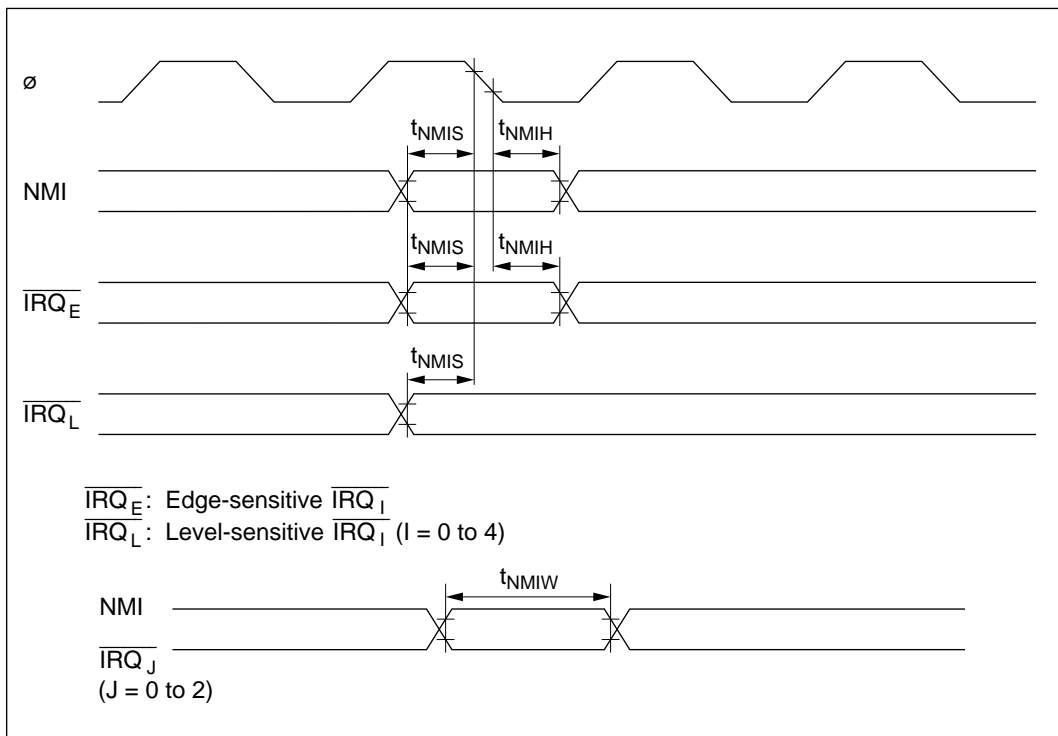 ø
tNMIS tNMIH
NMI
tNMIS tNMIH
IRQE
tNMIS
IRQL
IRQE: Edge-sensitive IRQI
IRQL: Level-sensitive IRQI (I = 0 to 4)
tNMIW
NMI
IRQJ
(J = 0 to 2)